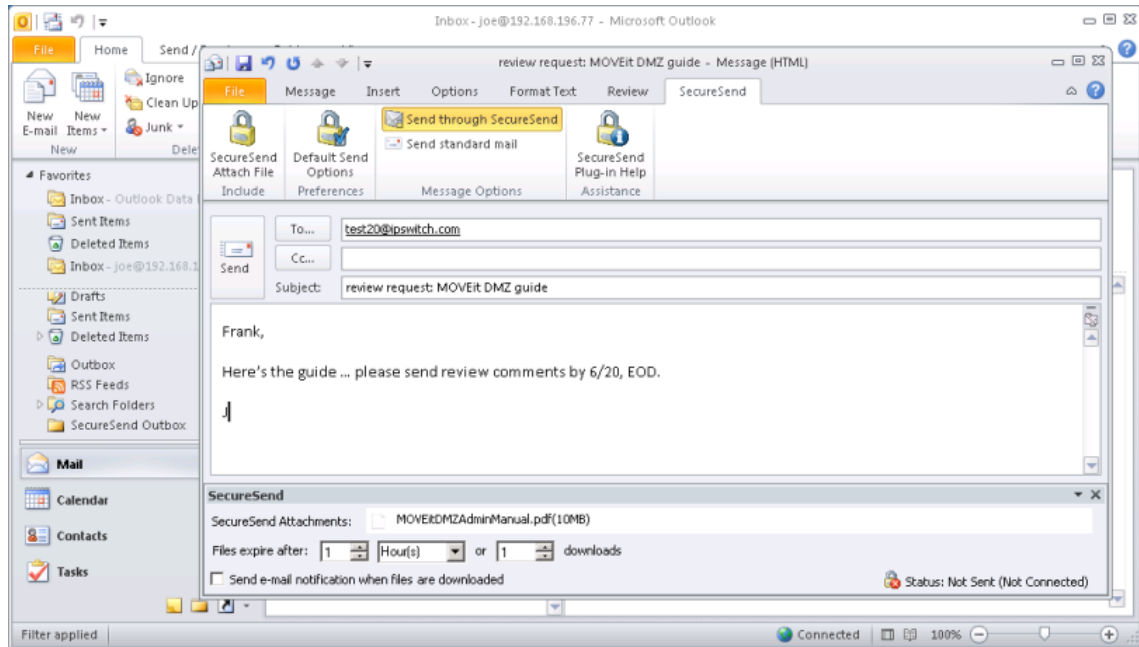 Inbox - joe@192.168.196.77 - Microsoft Outlook
File Home Send /
Ignore
Clean Up
Junk
New E-mail
New Items
New
Dele
review request: MOVEit DMZ guide - Message (HTML)
File Message Insert Options Format Text Review SecureSend
SecureSend Attach File
Default Send Options
Send through SecureSend
Send standard mail
SecureSend Plug-in Help
Include Preferences Message Options Assistance
Favorites
Inbox - Outlook Data
Sent Items
Deleted Items
Inbox - joe@192.168.1
Drafts
Sent Items
Deleted Items
Outbox
RSS Feeds
Search Folders
SecureSend Outbox
Mail
Calendar
Contacts
Tasks
Send
To... test20@ipswitch.com
Cc...
Subject: review request: MOVEit DMZ guide
Frank,
Here's the guide ... please send review comments by 6/20, EOD.
J
SecureSend
SecureSend Attachments: MOVEitDMZAdminManual.pdf(10MB)
Files expire after: 1 Hour(s) or 1 downloads
Send e-mail notification when files are downloaded
Status: Not Sent (Not Connected)
Filter applied
Connected 100%